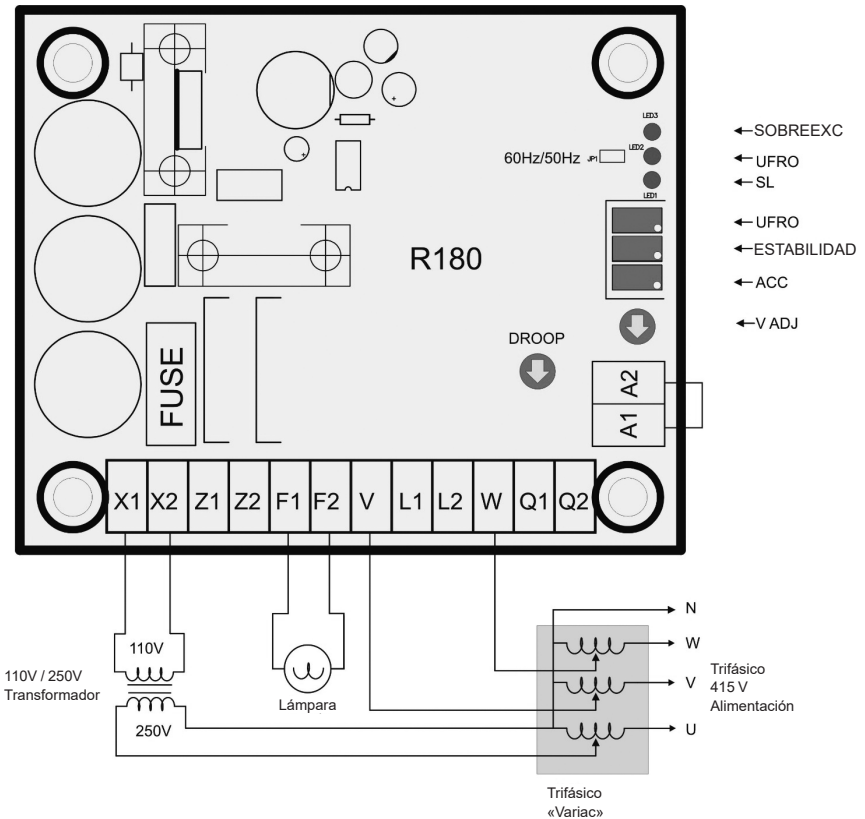 LED3
SOBREEXC
60Hz/50Hz JP1 LED2
UFRO
SL
LED1
UFRO
ESTABILIDAD
R180
ACC
V ADJ
DROOP
FUSE
A2
A1
X1 X2 Z1 Z2 F1 F2 V L1 L2 W Q1 Q2
N
110V
W
110V / 250V
Transformador
Trifásico
V
415 V
Lámpara
Alimentación
250V
U
Trifásico
«Variac»